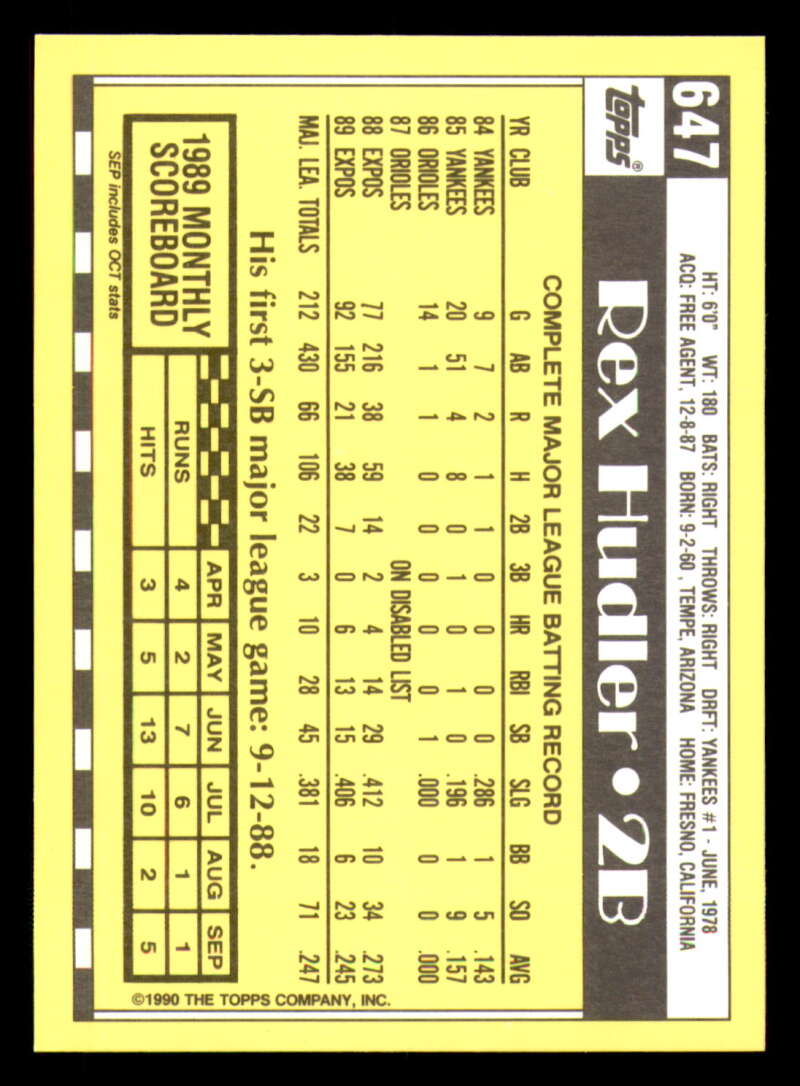 647
HT: 6'0" WT: 180 BATS: RIGHT THROWS: RIGHT DRFT: YANKEES #1 - JUNE, 1978
ACQ: FREE AGENT, 12-8-87 BORN: 9-2-60 , TEMPE, ARIZONA HOME: FRESNO, CALIFORNIA
TOPPS®
Rex Hudler • 2B
COMPLETE MAJOR LEAGUE BATTING RECORD
YR CLUB G AB R H 2B 3B HR RBI SB SLG BB SO AVG
84 YANKEES 9 7 2 1 1 0 0 0 0 .286 1 5 .143
85 YANKEES 20 51 4 8 0 1 0 1 0 .196 1 9 .157
86 ORIOLES 14 1 1 0 0 0 0 0 1 .000 0 0 .000
87 ORIOLES ON DISABLED LIST
88 EXPOS 77 216 38 59 14 2 4 14 29 .412 10 34 .273
89 EXPOS 92 155 21 38 7 0 6 13 15 .406 6 23 .245
MAJ. LEA. TOTALS 212 430 66 106 22 3 10 28 45 .381 18 71 .247
His first 3-SB major league game: 9-12-88.
1989 MONTHLY
SCOREBOARD
APR MAY JUN JUL AUG SEP
RUNS 4 2 7 6 1 1
HITS 3 5 13 10 2 5
SEP includes OCT stats
©1990 THE TOPPS COMPANY, INC.